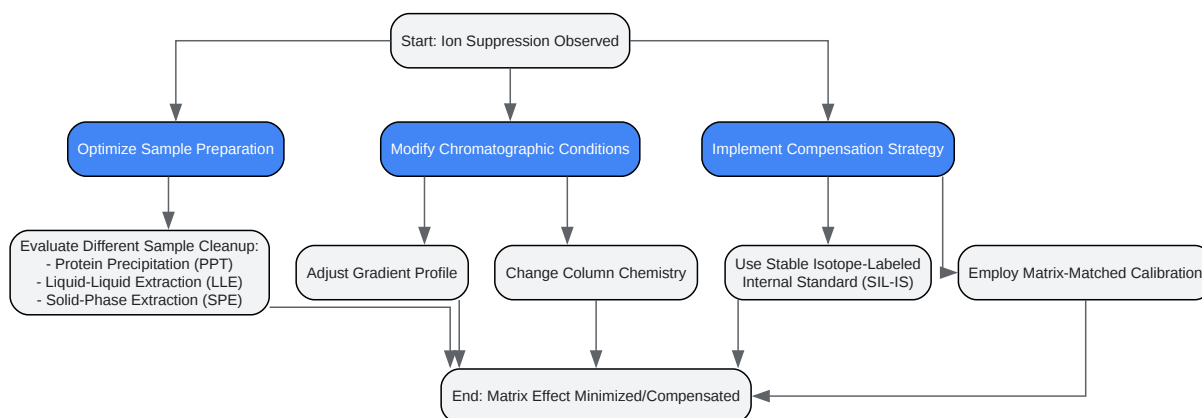 Start: Ion Suppression Observed
Optimize Sample Preparation
Modify Chromatographic Conditions
Implement Compensation Strategy
Evaluate Different Sample Cleanup:
- Protein Precipitation (PPT)
- Liquid-Liquid Extraction (LLE)
- Solid-Phase Extraction (SPE)
Adjust Gradient Profile
Change Column Chemistry
Use Stable Isotope-Labeled
Internal Standard (SIL-IS)
Employ Matrix-Matched Calibration
End: Matrix Effect Minimized/Compensated